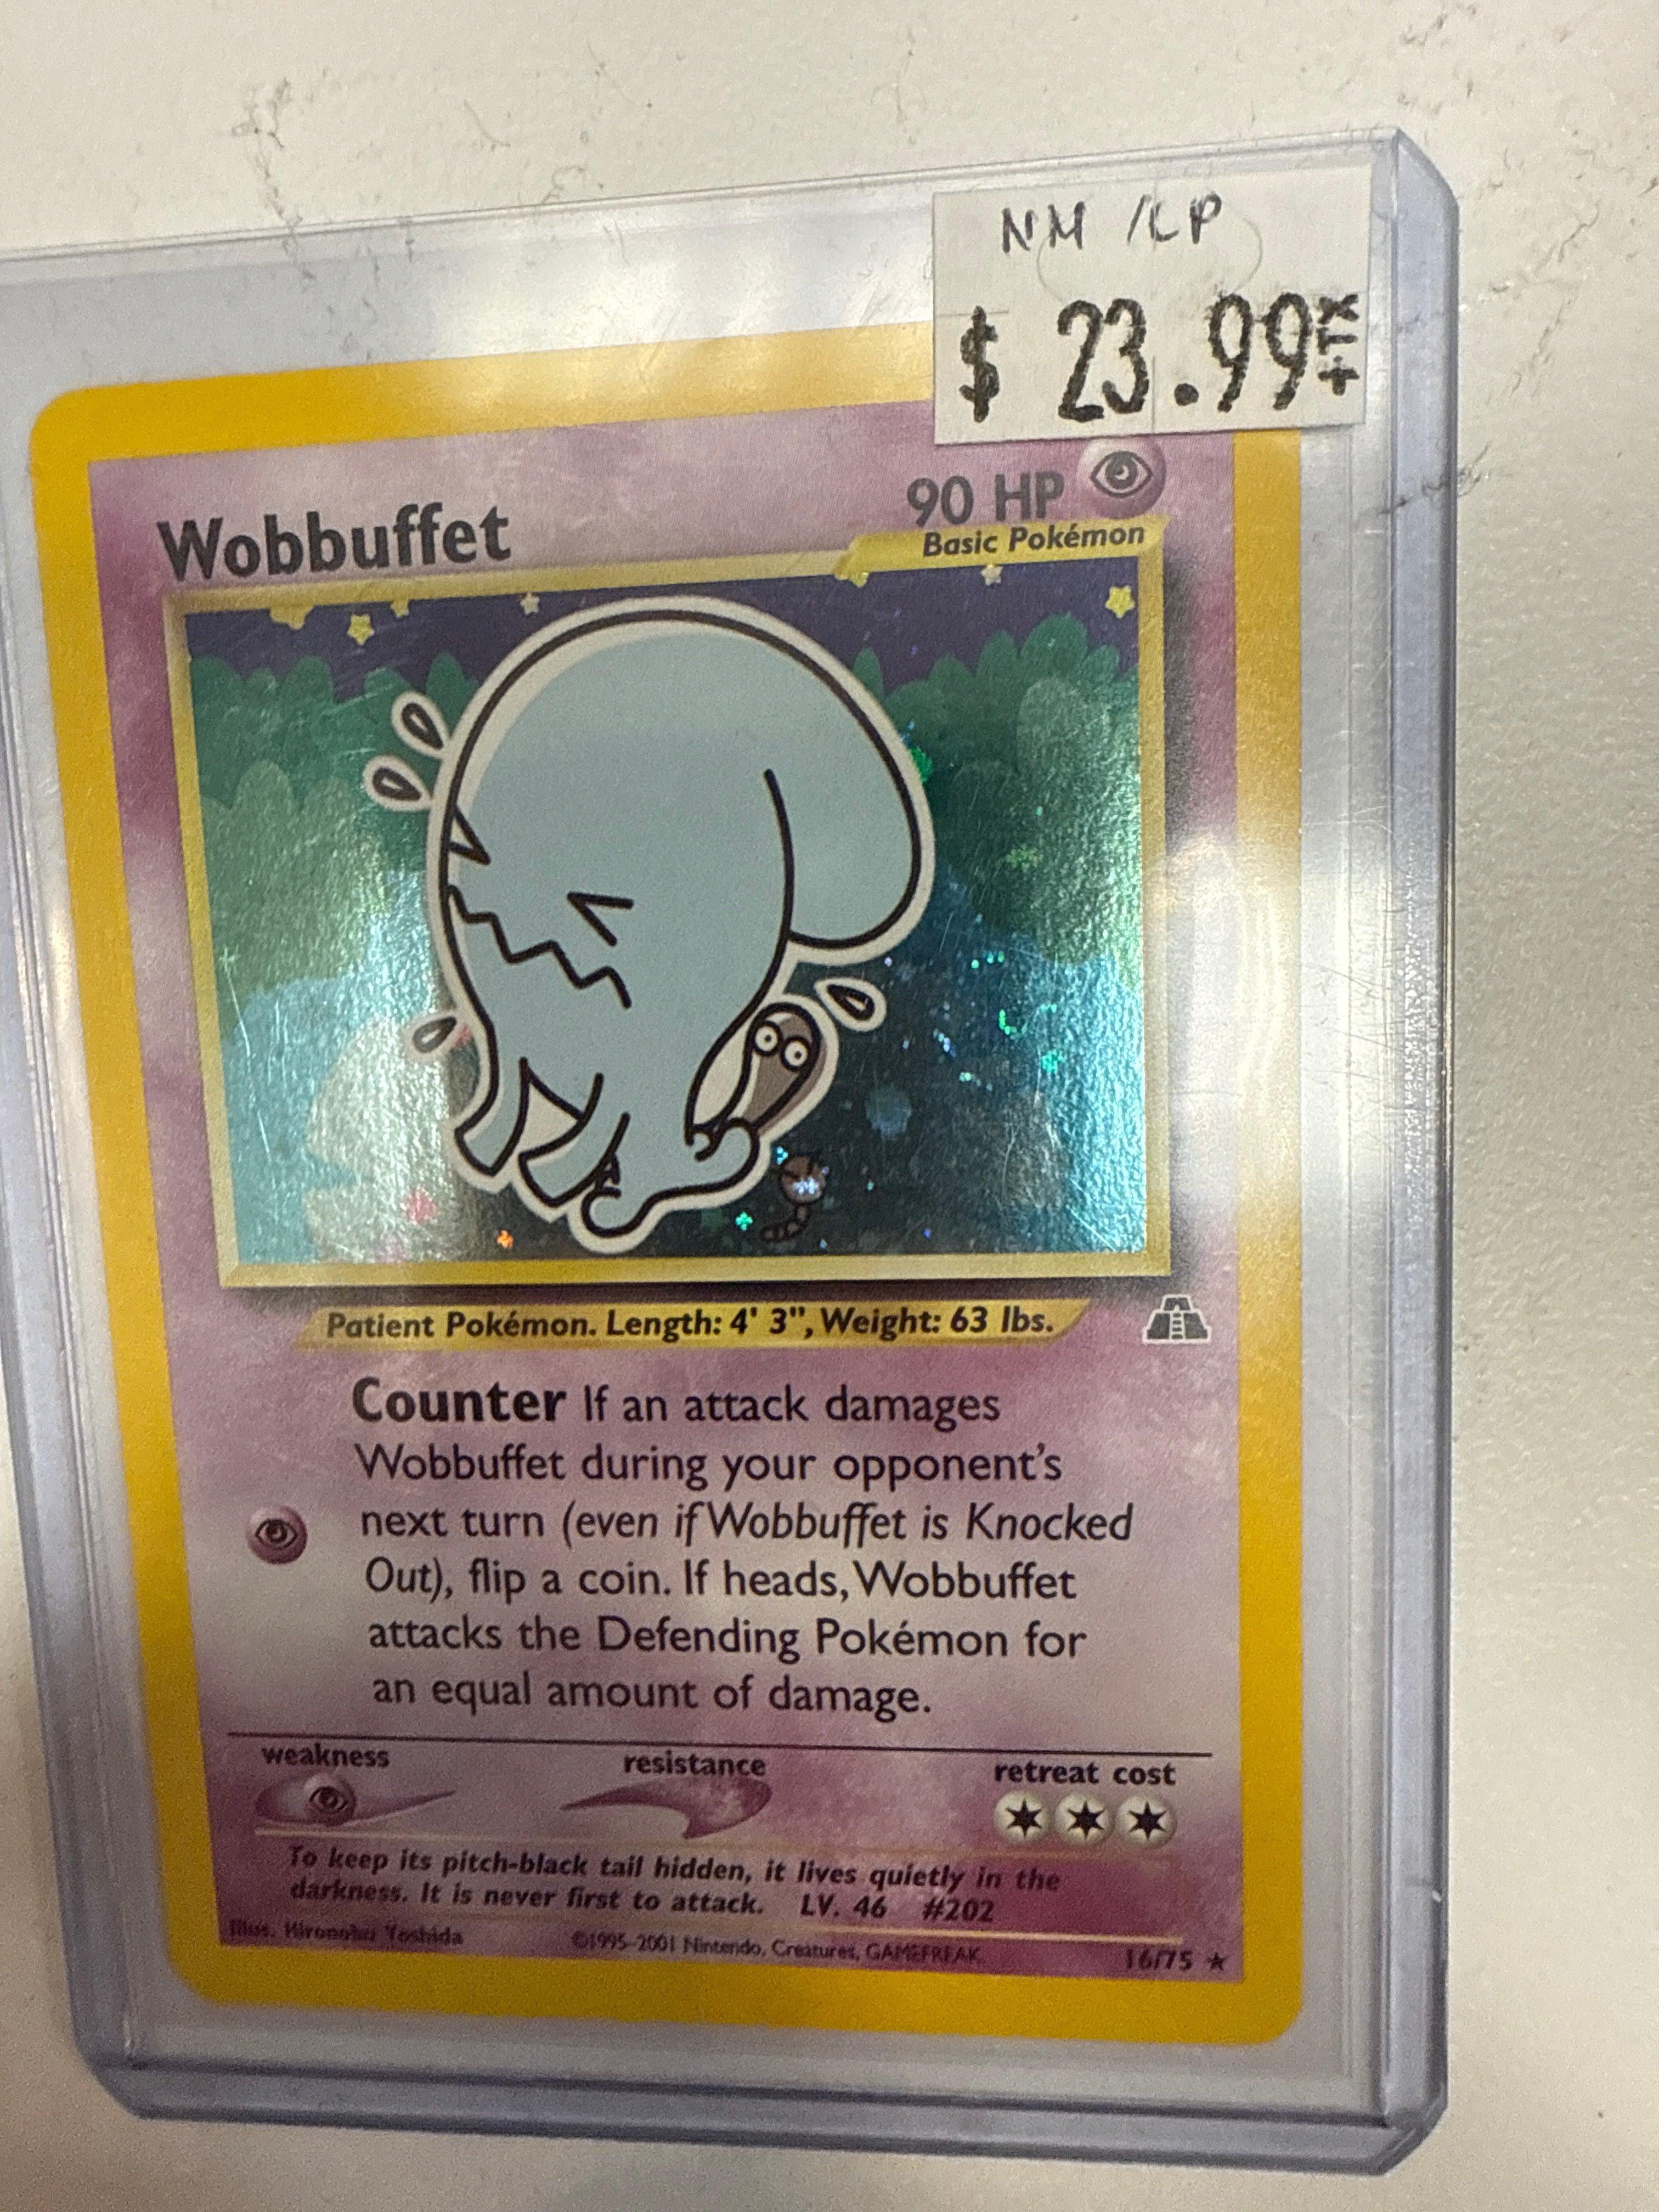 NM /LP
$ 23.99
+TX
90 HP
Wobbuffet
Basic Pokémon
Patient Pokémon. Length: 4' 3", Weight: 63 lbs.
Counter If an attack damages
Wobbuffet during your opponent's
next turn (even if Wobbuffet is Knocked
Out), flip a coin. If heads, Wobbuffet
attacks the Defending Pokémon for
an equal amount of damage.
weakness resistance retreat cost
To keep its pitch-black tail hidden, it lives quietly in the
darkness. It is never first to attack. LV. 46 #202
Illus. Hironobu Yoshida ©1995-2001 Nintendo, Creatures, GAMEFREAK. 16/75